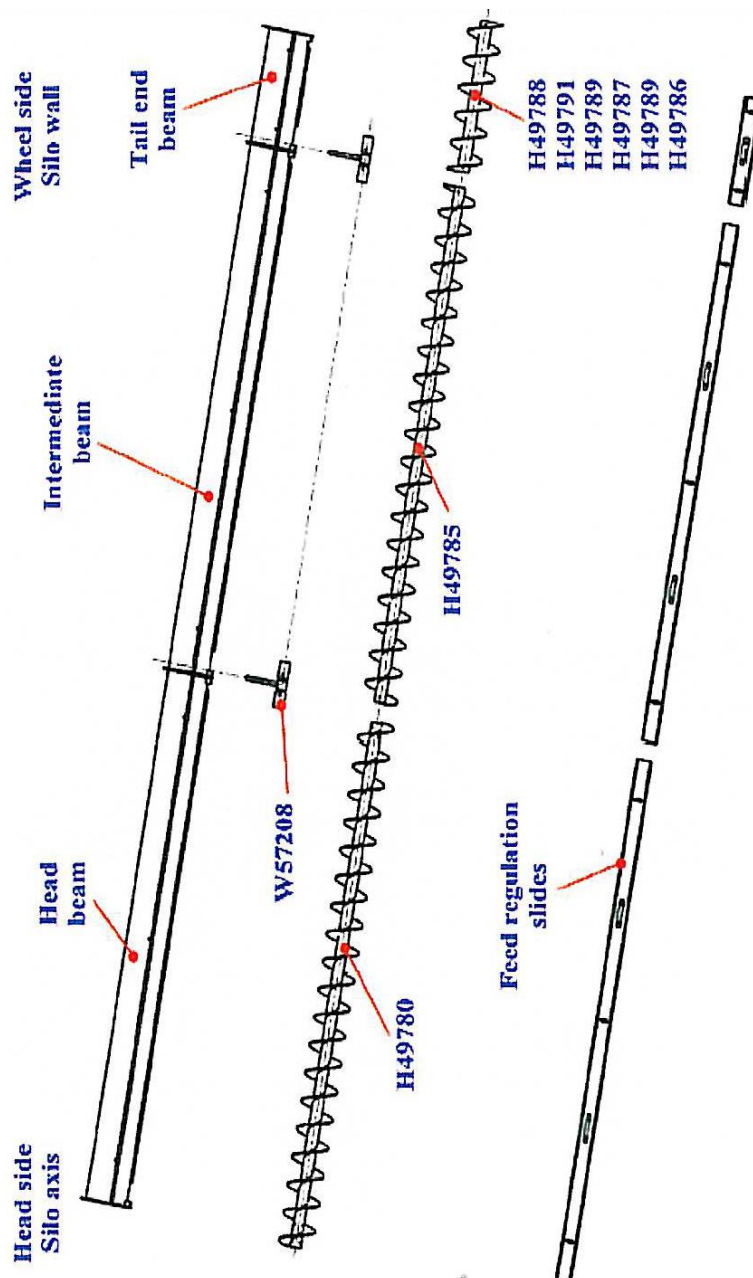 Head side
Silo axis
Head
beam
Intermediate
beam
Tail end
beam
Wheel side
Silo wall
W57208
H49780
H49785
H49788
H49791
H49789
H49787
H49789
H49786
Feed regulation
slides